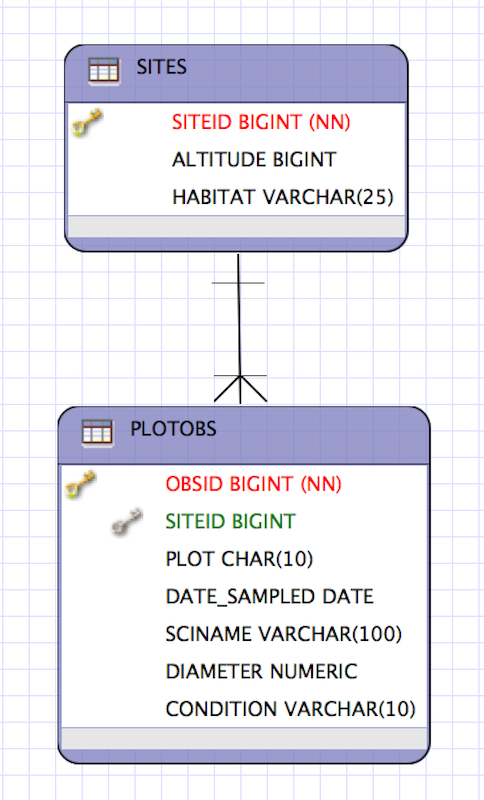 SITES
SITEID BIGINT (NN)
ALTITUDE BIGINT
HABITAT VARCHAR(25)
PLOTOBS
OBSID BIGINT (NN)
SITEID BIGINT
PLOT CHAR(10)
DATE_SAMPLED DATE
SCINAME VARCHAR(100)
DIAMETER NUMERIC
CONDITION VARCHAR(10)